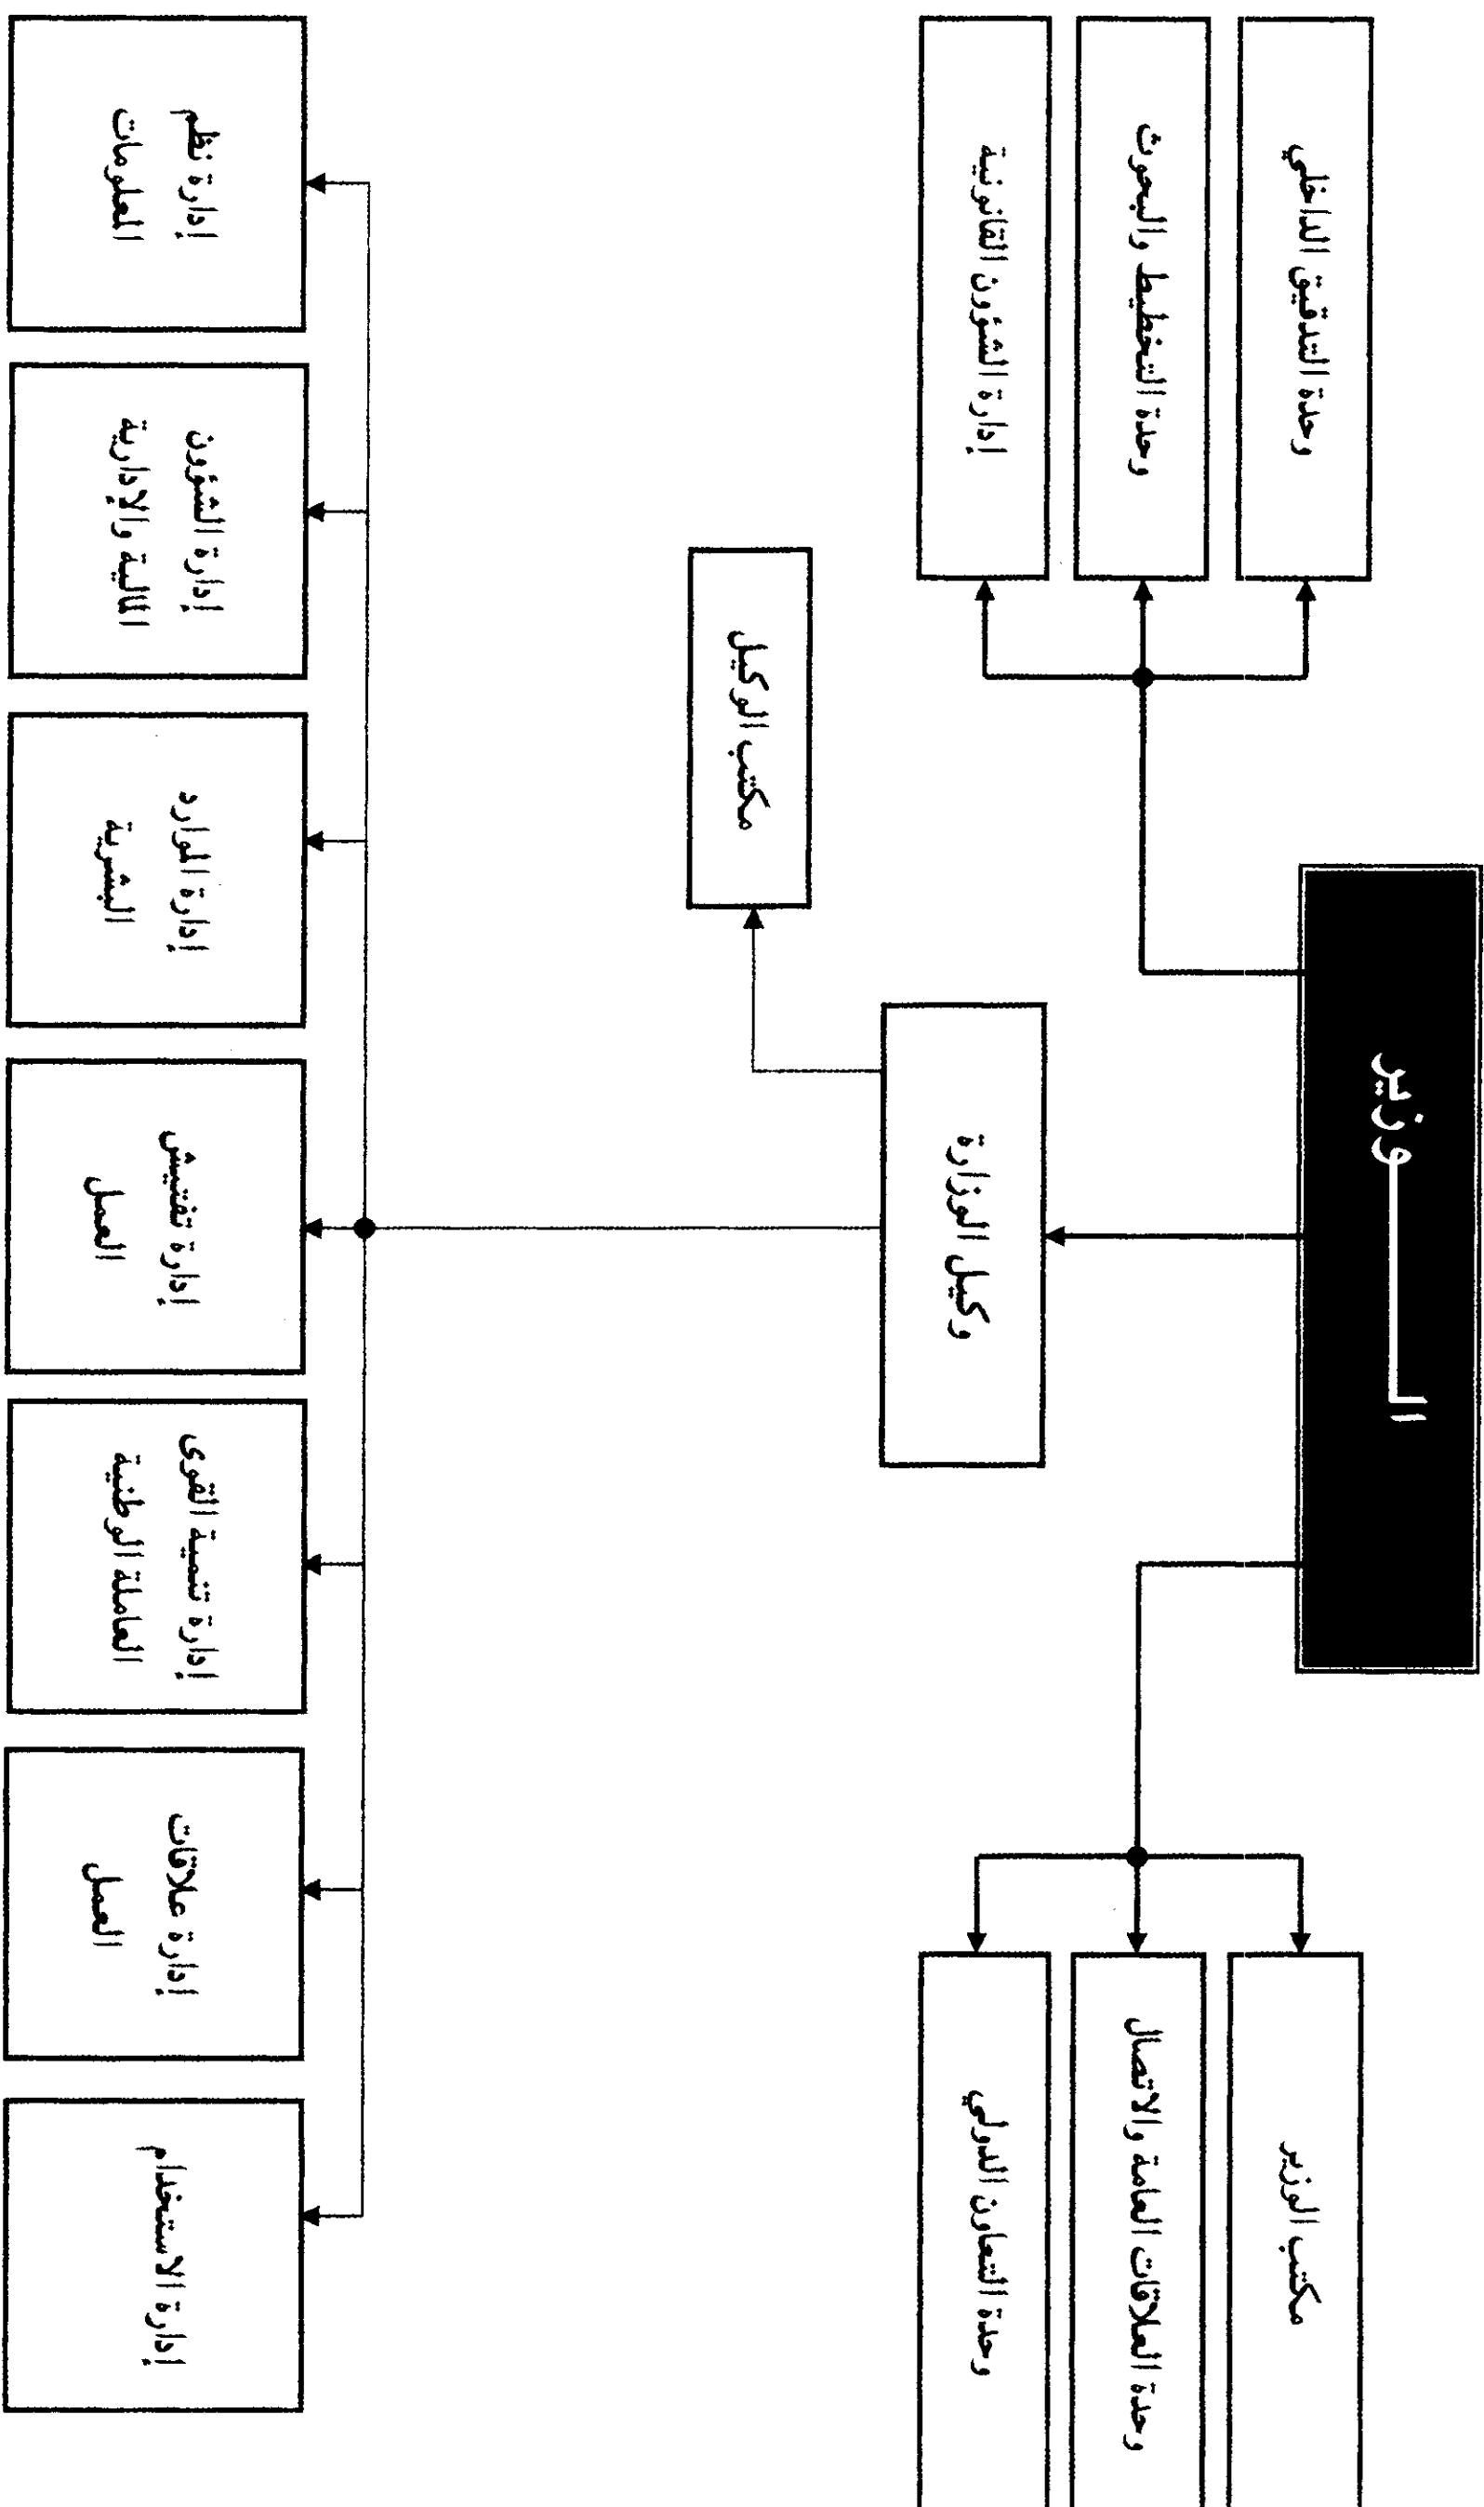 الـــــــوزير
مكتب الوزير
وحدة العلاقات العامة والاتصال
وحدة التعاون الدولي
وحدة التدقيق الداخلي
وحدة التخطيط والبحوث
إدارة الشؤون القانونية
وكيل الوزارة
مكتب الوكيل
إدارة الاستخدام
إدارة علاقات
العمل
إدارة تنمية القوى
العاملة الوطنية
إدارة تفتيش
العمل
إدارة الموارد
البشرية
إدارة الشؤون
المالية والإدارية
إدارة نظم
المعلومات